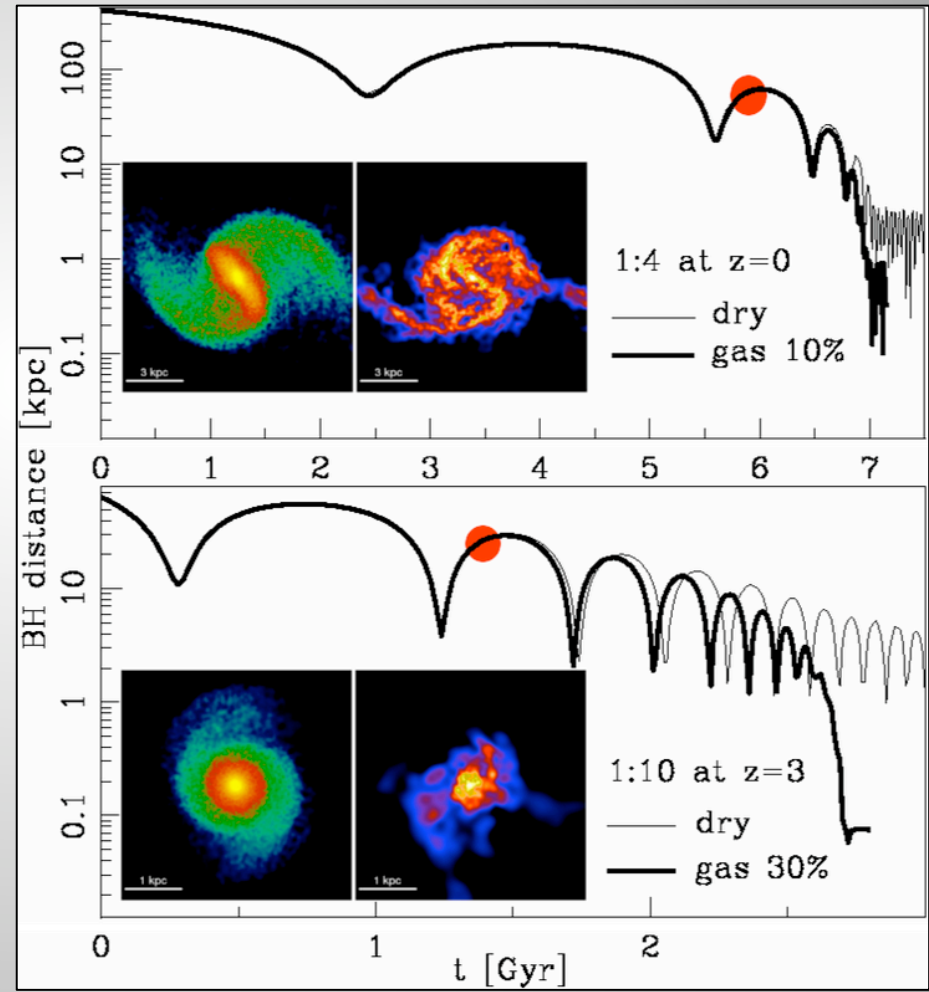 100
10
1
0.1
3 kpc
3 kpc
1:4 at z=0
dry
gas 10%
0 1 2 3 4 5 6 7
BH distance [kpc]
10
1
0.1
1 kpc
1 kpc
1:10 at z=3
dry
gas 30%
0 1 2
t [Gyr]